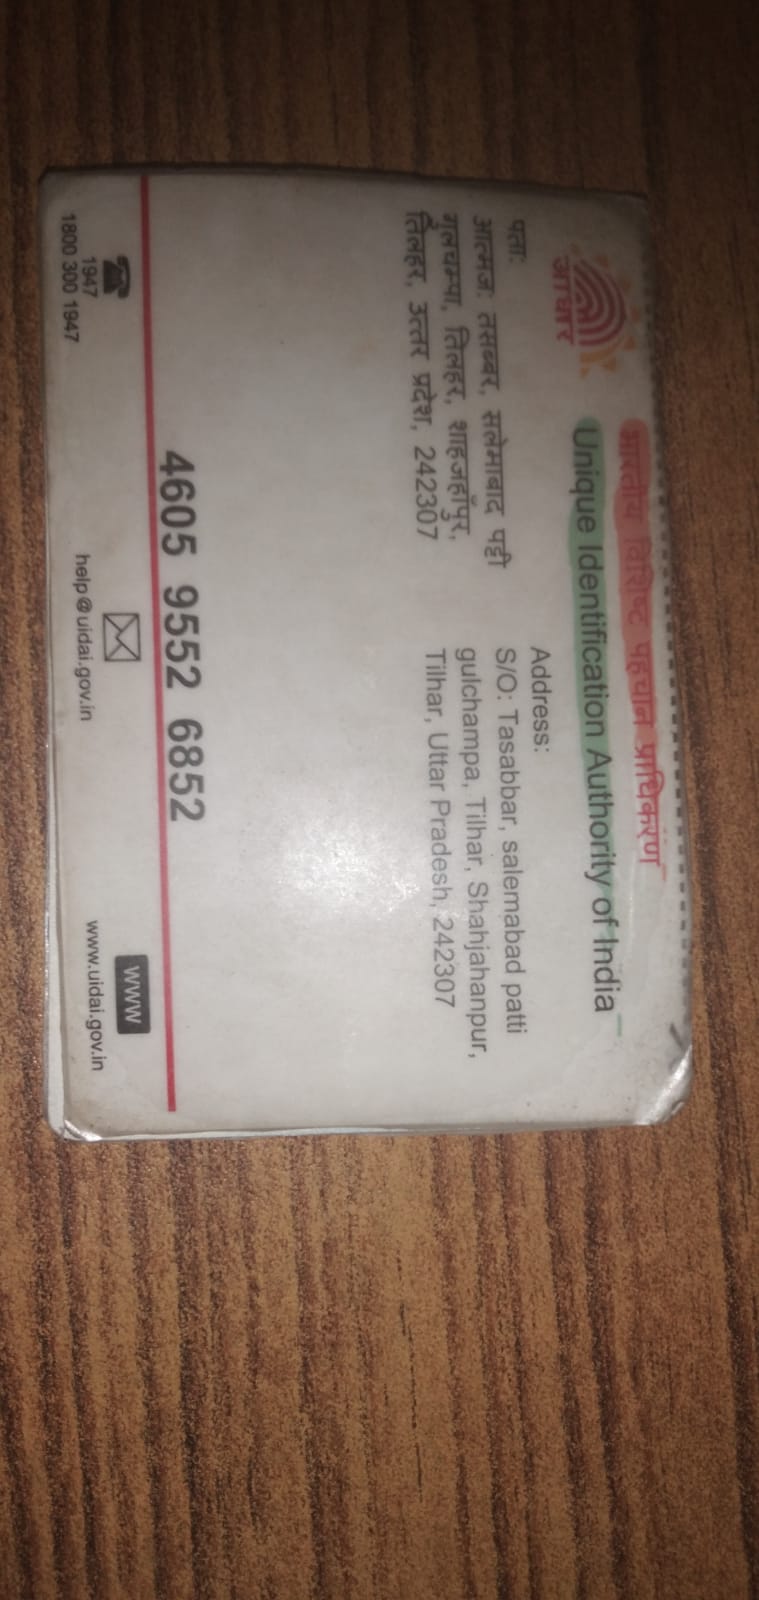 भारतीय विशिष्ट पहचान प्राधिकरण
Unique Identification Authority of India
आधार
पता:
आत्मज: तसब्बर, सलेमाबाद पट्टी
गुलचम्पा, तिलहर, शाहजहाँपुर,
तिलहर, उत्तर प्रदेश, 242307
Address:
S/O: Tasabbar, salemabad patti
gulchampa, Tilhar, Shahjahanpur,
Tilhar, Uttar Pradesh, 242307
4605 9552 6852
1947
1800 300 1947
help@uidai.gov.in
WWW
www.uidai.gov.in